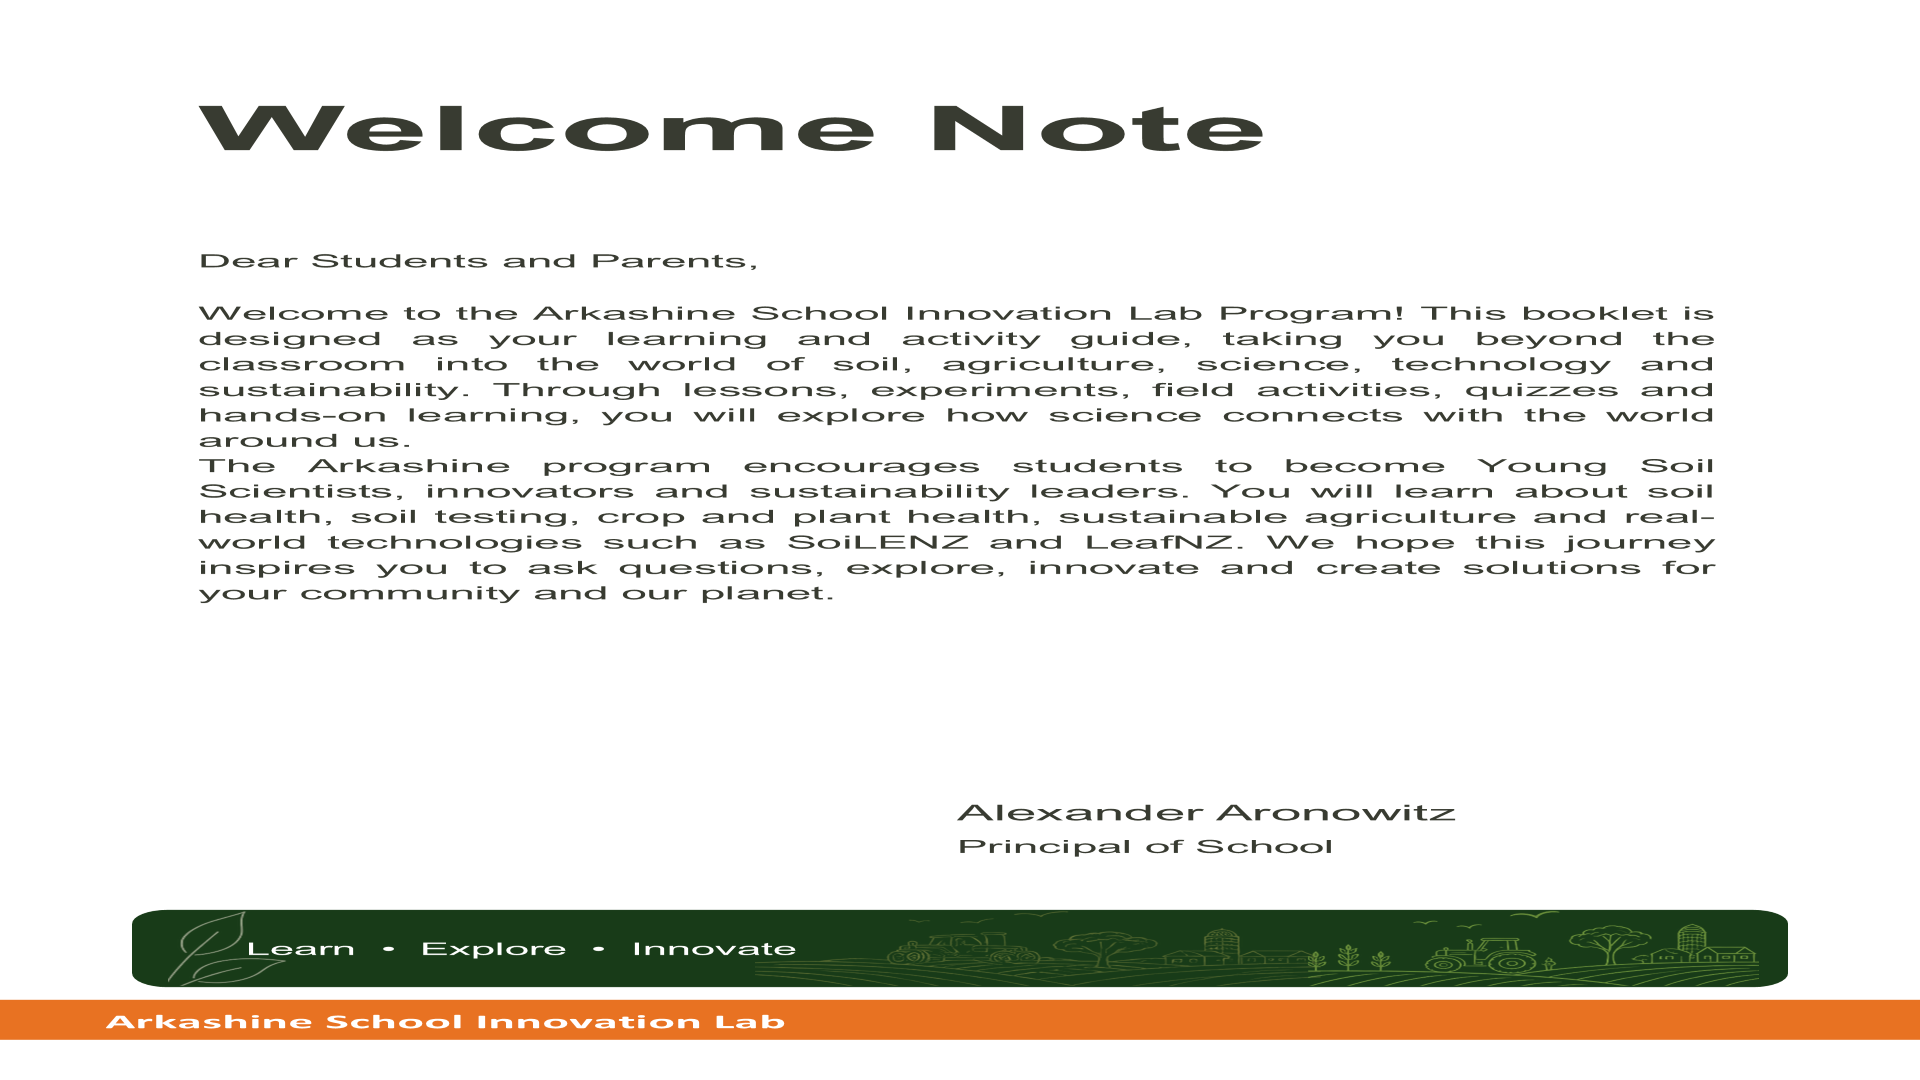 Welcome Note
Dear Students and Parents,
Welcome to the Arkashine School Innovation Lab Program! This booklet is
designed as your learning and activity guide, taking you beyond the
classroom into the world of soil, agriculture, science, technology and
sustainability. Through lessons, experiments, field activities, quizzes and
hands-on learning, you will explore how science connects with the world
around us.
The Arkashine program encourages students to become Young Soil
Scientists, innovators and sustainability leaders. You will learn about soil
health, soil testing, crop and plant health, sustainable agriculture and real-
world technologies such as SoiLENZ and LeafNZ. We hope this journey
inspires you to ask questions, explore, innovate and create solutions for
your community and our planet.
Alexander Aronowitz
Principal of School
Learn • Explore • Innovate
Arkashine School Innovation Lab